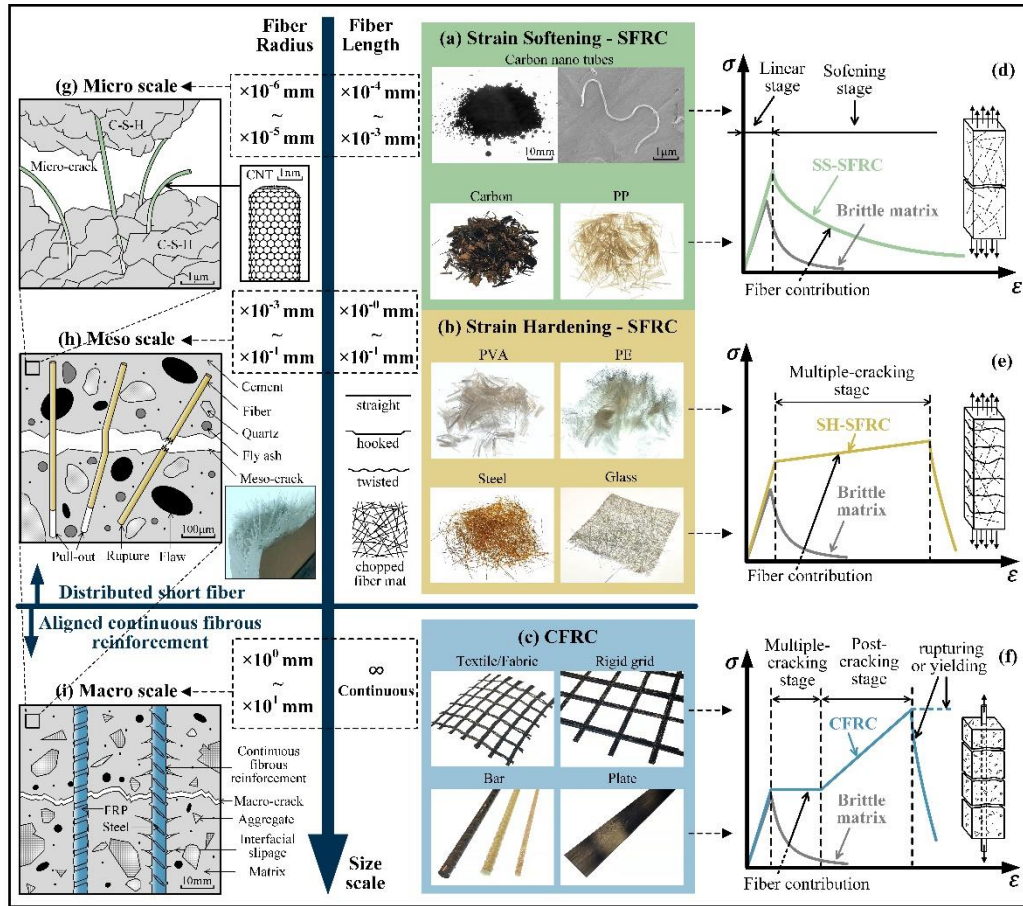 Fiber
Radius
Fiber
Length
(g) Micro scale
×10⁻⁶ mm
~
×10⁻⁵ mm
×10⁻⁴ mm
~
×10⁻³ mm
C-S-H
Micro-crack
C-S-H
1μm
CNT 1nm
(h) Meso scale
×10⁻³ mm
~
×10⁻¹ mm
×10⁻⁰ mm
~
×10⁻¹ mm
Cement
Fiber
Quartz
Fly ash
Meso-crack
100μm
Pull-out
Rupture
Flaw
straight
hooked
twisted
chopped
fiber mat
Distributed short fiber
Aligned continuous fibrous
reinforcement
(i) Macro scale
×10⁰ mm
~
×10¹ mm
∞
Continuous
Continuous fibrous
reinforcement
Macro-crack
Aggregate
Interfacial
slippage
Matrix
FRP
Steel
10mm
Size
scale
(a) Strain Softening - SFRC
Carbon nano tubes
10mm
1μm
Carbon
PP
(b) Strain Hardening - SFRC
PVA
PE
Steel
Glass
(c) CFRC
Textile/Fabric
Rigid grid
Bar
Plate
σ
Linear
stage
Sofening
stage
(d)
SS-SFRC
Brittle matrix
Fiber contribution
ε
σ
Multiple-cracking
stage
(e)
SH-SFRC
Brittle
matrix
Fiber contribution
ε
σ
Multiple-
cracking
stage
Post-
cracking
stage
rupturing
or yielding
(f)
CFRC
Brittle
matrix
Fiber contribution
ε